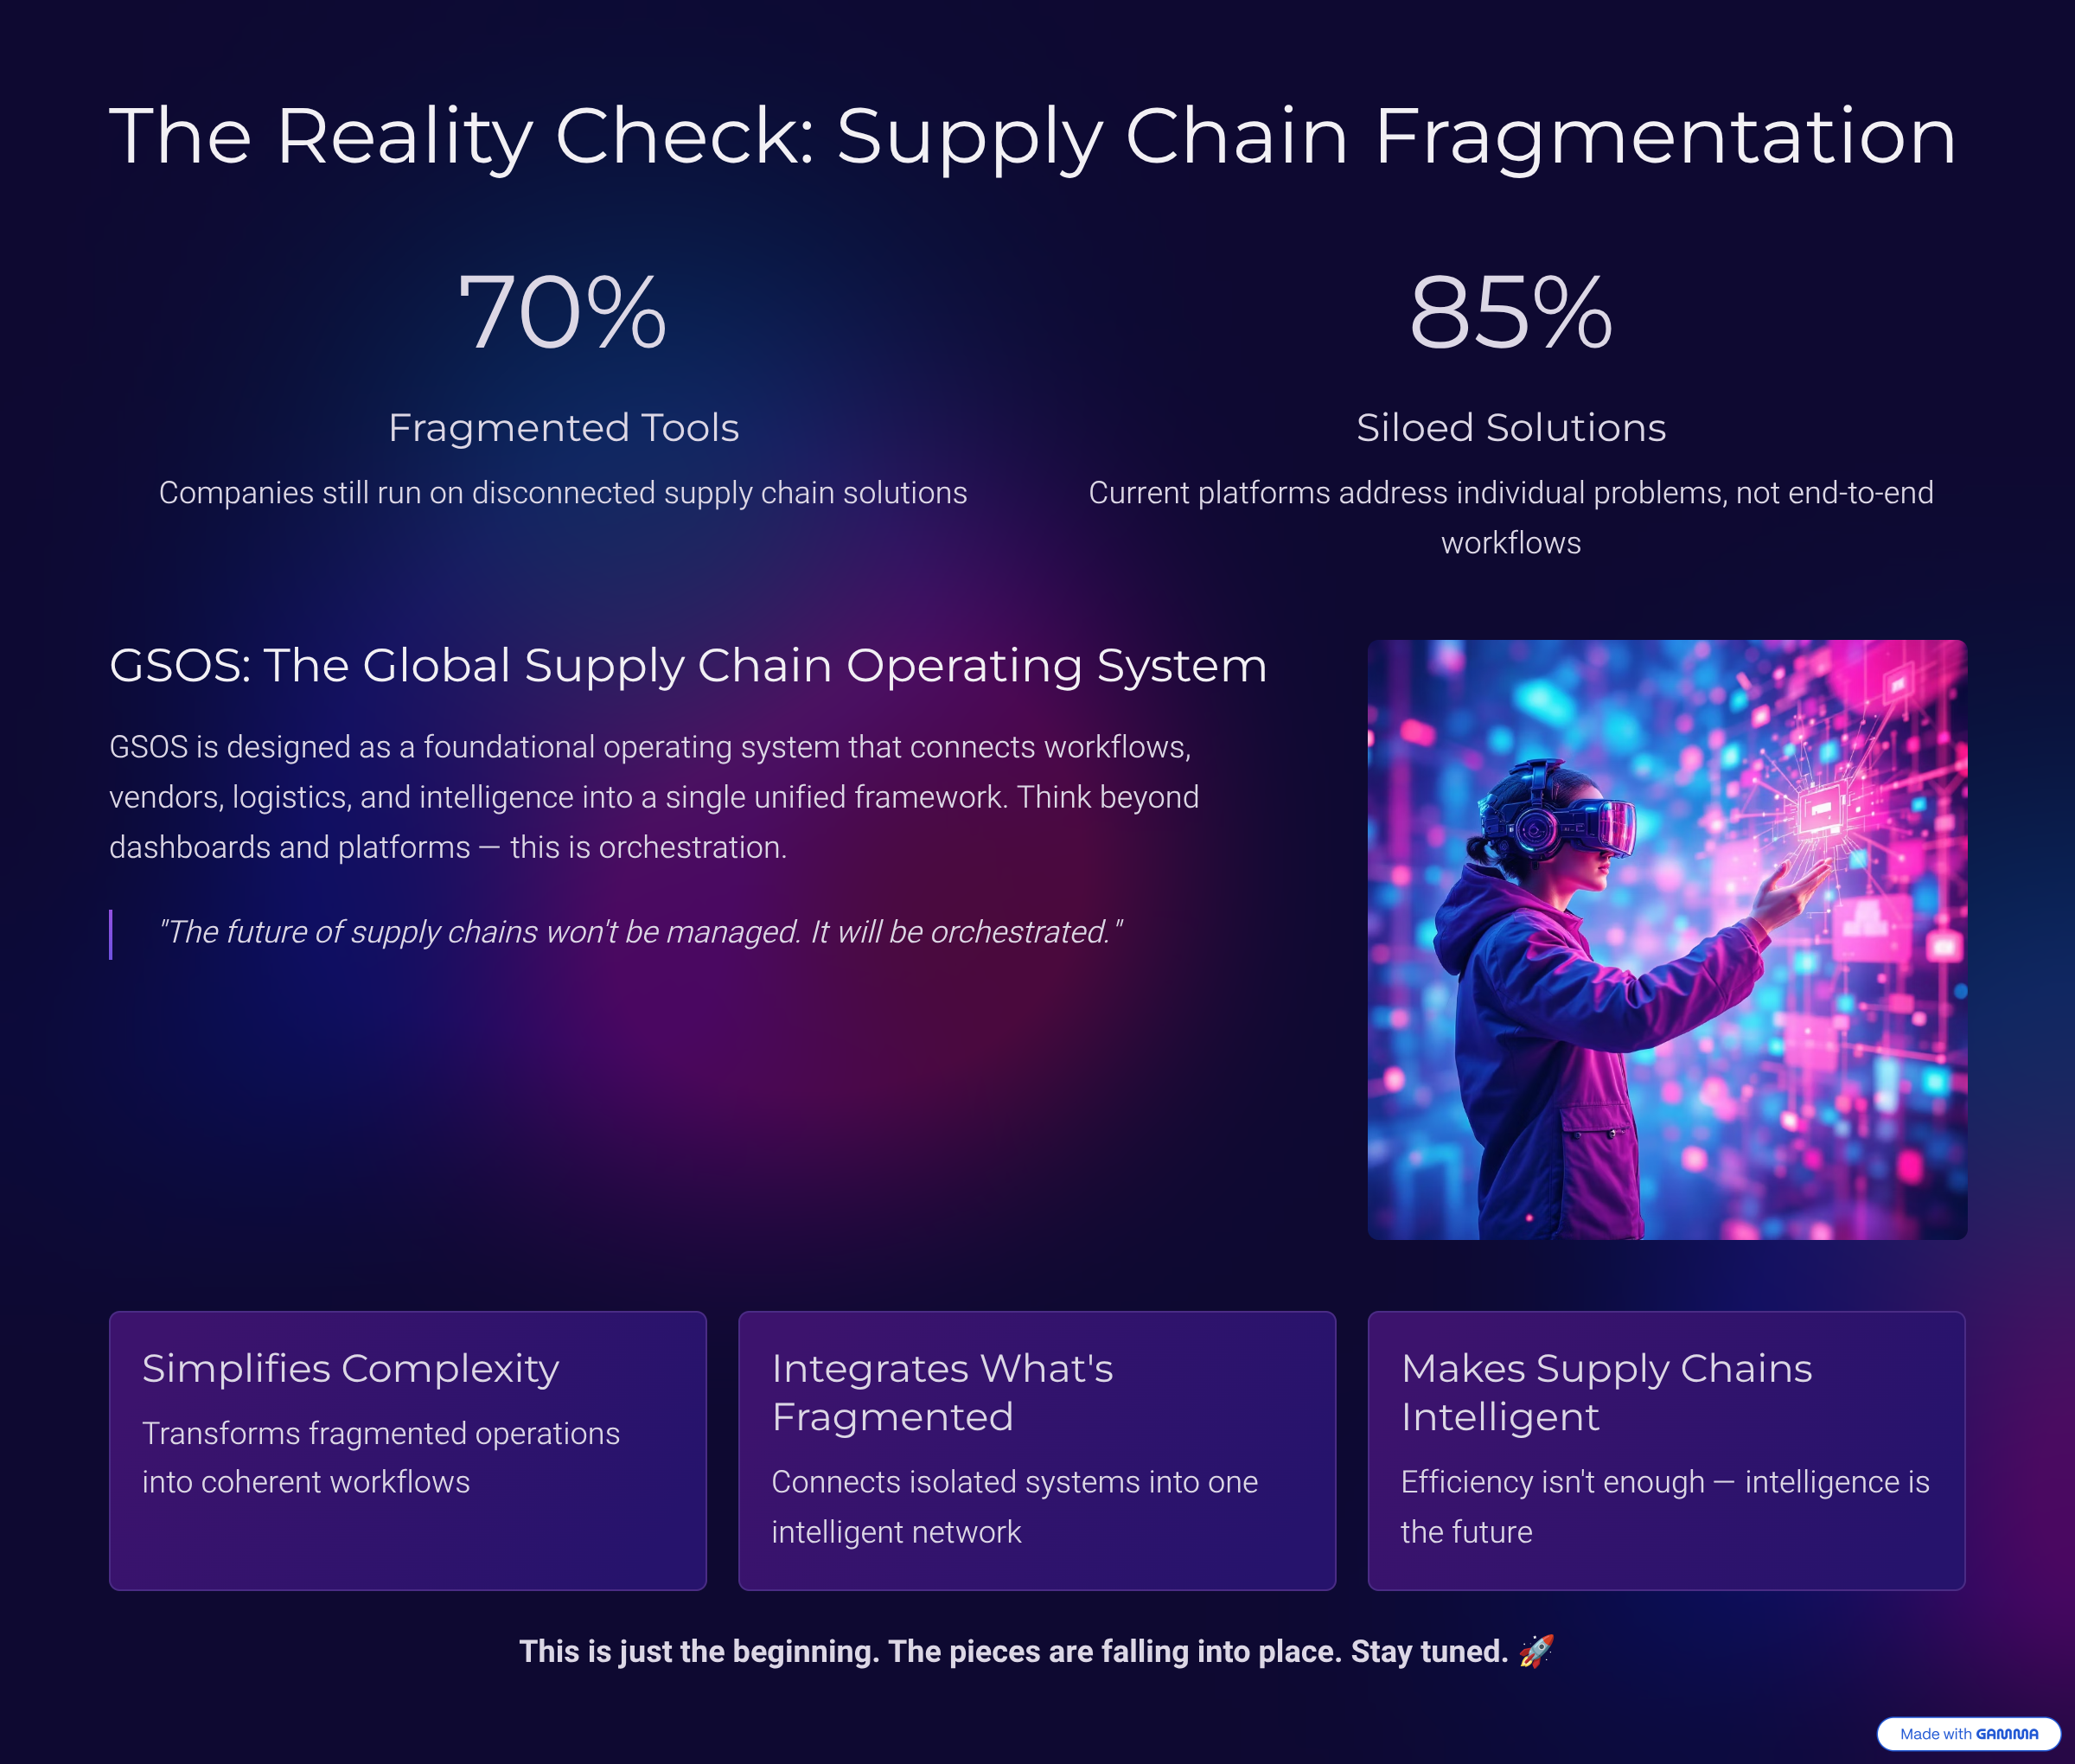 The Reality Check: Supply Chain Fragmentation
70%
Fragmented Tools
Companies still run on disconnected supply chain solutions
85%
Siloed Solutions
Current platforms address individual problems, not end-to-end
workflows
GSOS: The Global Supply Chain Operating System
GSOS is designed as a foundational operating system that connects workflows,
vendors, logistics, and intelligence into a single unified framework. Think beyond
dashboards and platforms — this is orchestration.
"The future of supply chains won't be managed. It will be orchestrated."
Simplifies Complexity
Transforms fragmented operations
into coherent workflows
Integrates What's
Fragmented
Connects isolated systems into one
intelligent network
Makes Supply Chains
Intelligent
Efficiency isn't enough — intelligence is
the future
This is just the beginning. The pieces are falling into place. Stay tuned. 🚀
Made with GAMMA